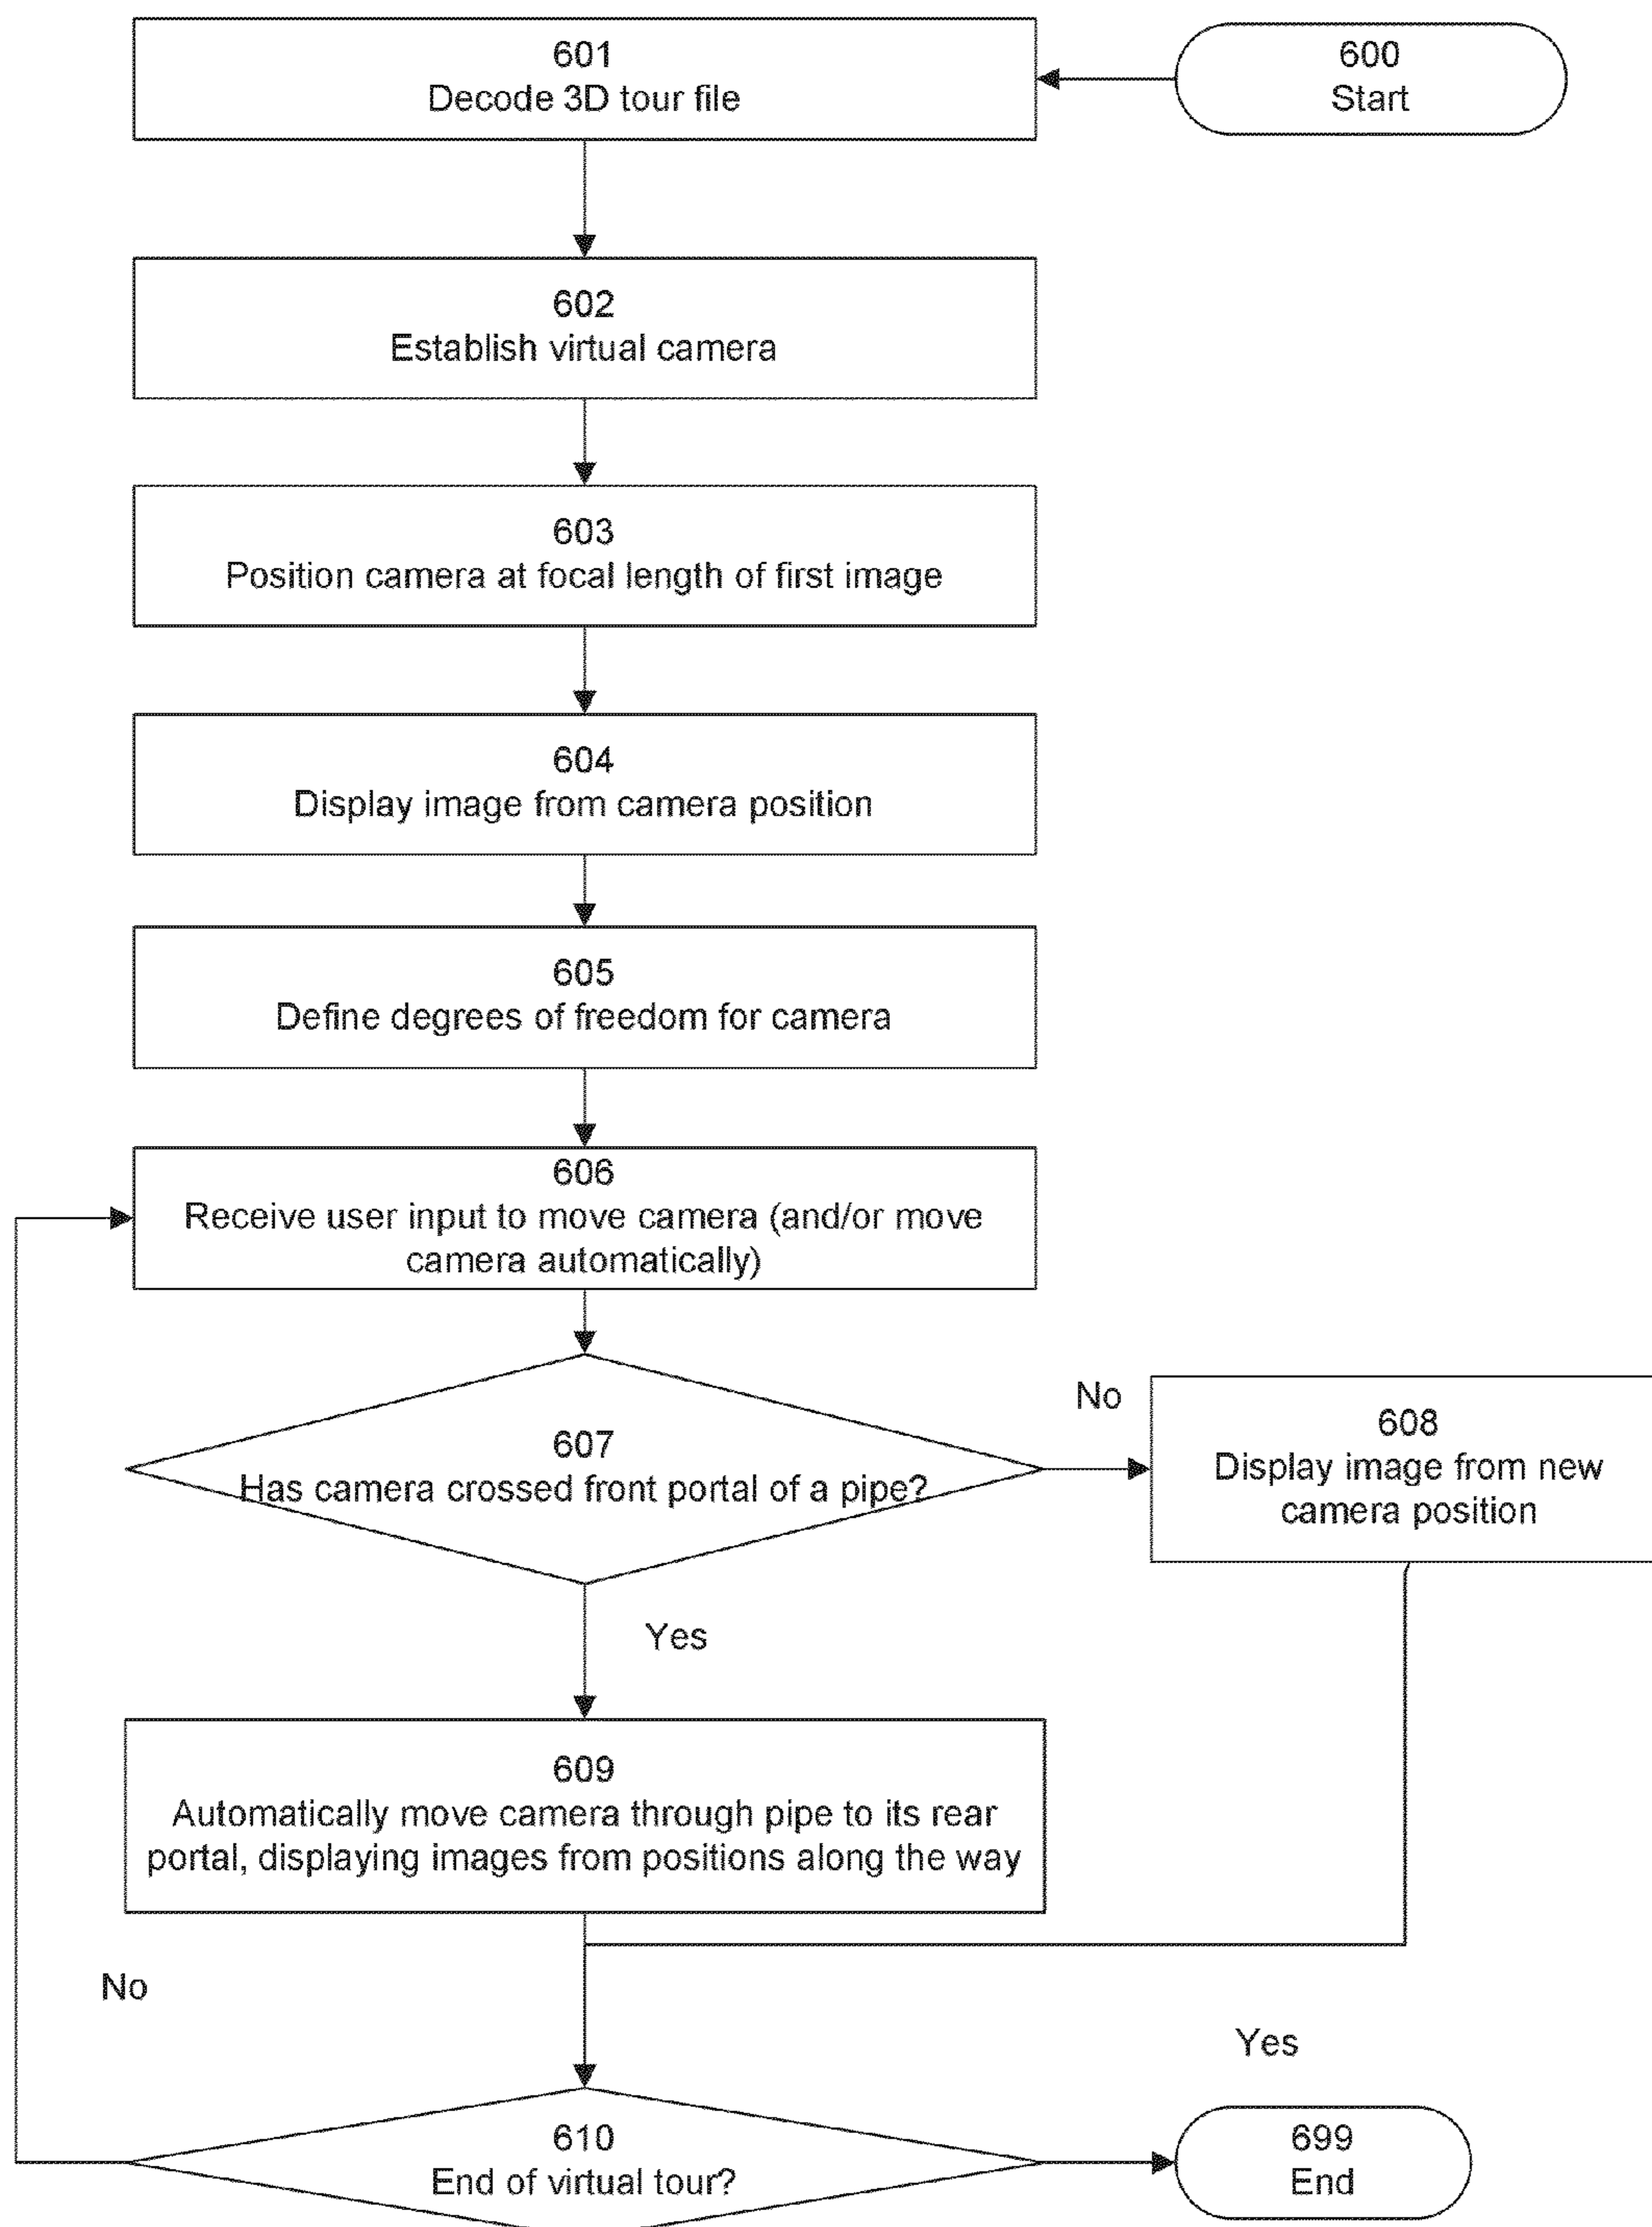 600
Start
601
Decode 3D tour file
602
Establish virtual camera
603
Position camera at focal length of first image
604
Display image from camera position
605
Define degrees of freedom for camera
606
Receive user input to move camera (and/or move
camera automatically)
607
Has camera crossed front portal of a pipe?
No
608
Display image from new
camera position
Yes
609
Automatically move camera through pipe to its rear
portal, displaying images from positions along the way
No
610
End of virtual tour?
Yes
699
End